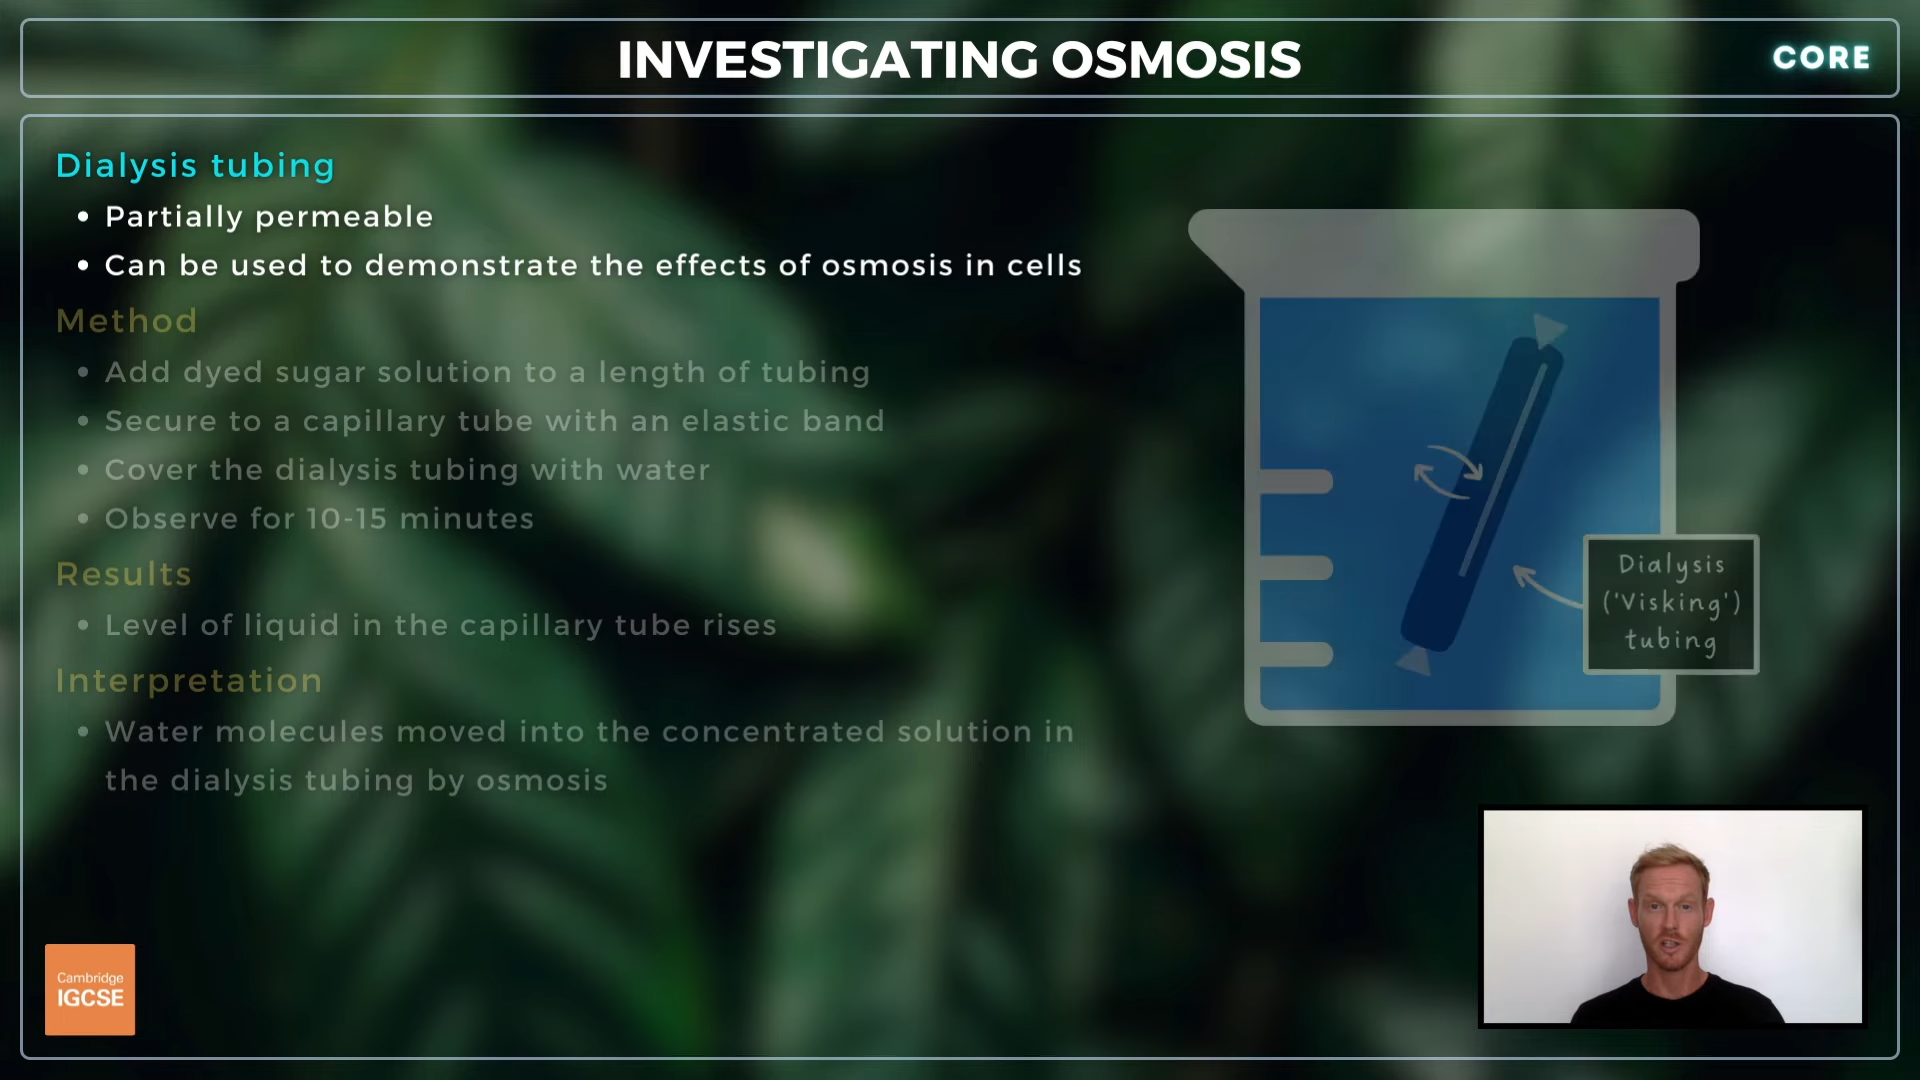 INVESTIGATING OSMOSIS
CORE
Dialysis tubing
• Partially permeable
• Can be used to demonstrate the effects of osmosis in cells
Method
• Add dyed sugar solution to a length of tubing
• Secure to a capillary tube with an elastic band
• Cover the dialysis tubing with water
• Observe for 10-15 minutes
Results
• Level of liquid in the capillary tube rises
Interpretation
• Water molecules moved into the concentrated solution in
the dialysis tubing by osmosis
Dialysis
('Visking')
tubing
Cambridge
IGCSE